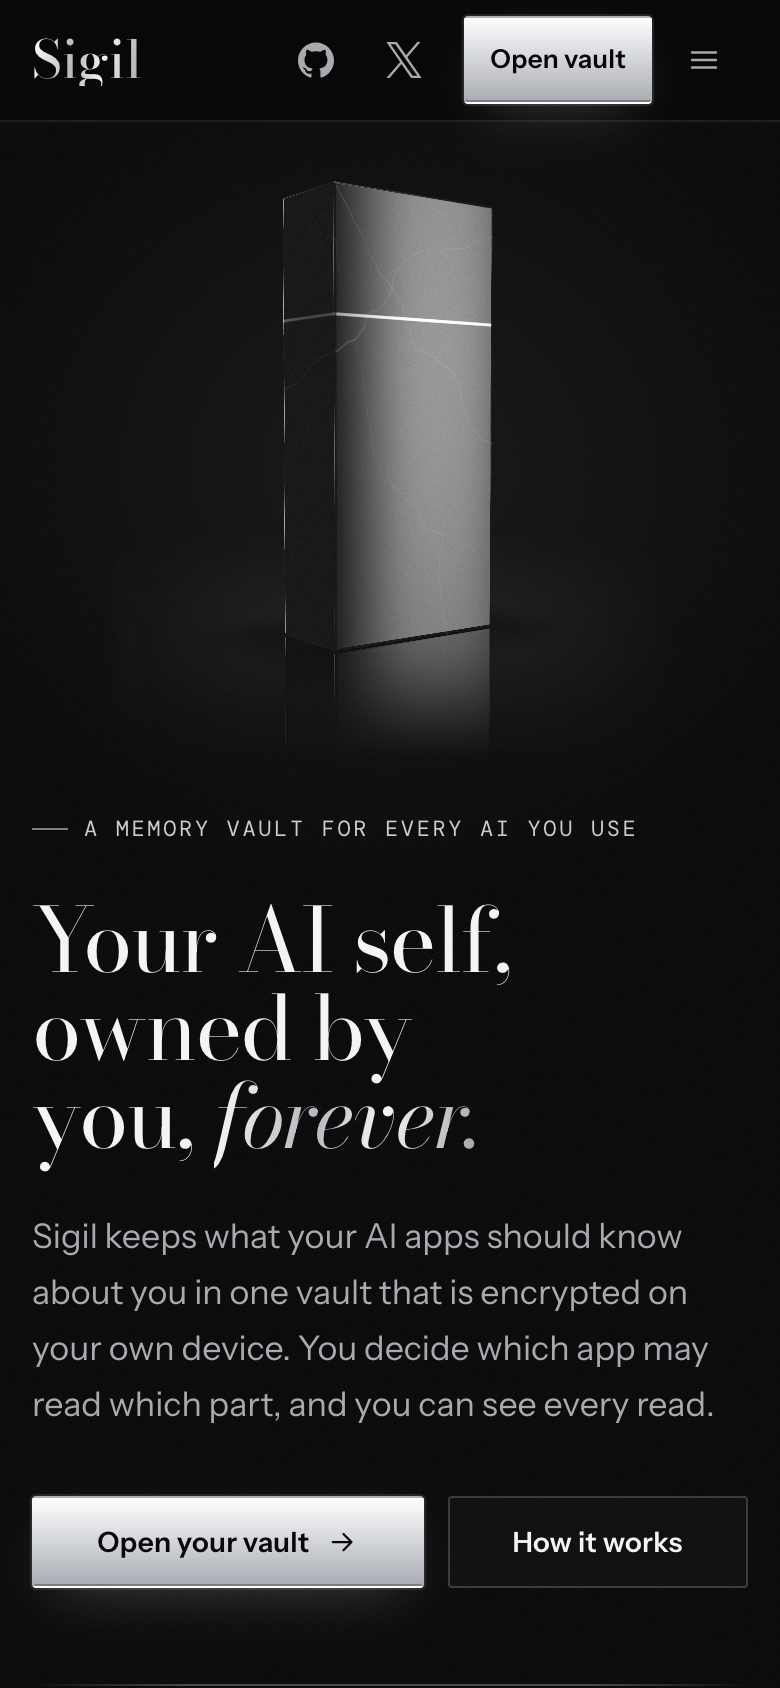 Sigil
Open vault
A MEMORY VAULT FOR EVERY AI YOU USE
Your AI self,
owned by
you, forever.
Sigil keeps what your AI apps should know
about you in one vault that is encrypted on
your own device. You decide which app may
read which part, and you can see every read.
Open your vault →
How it works